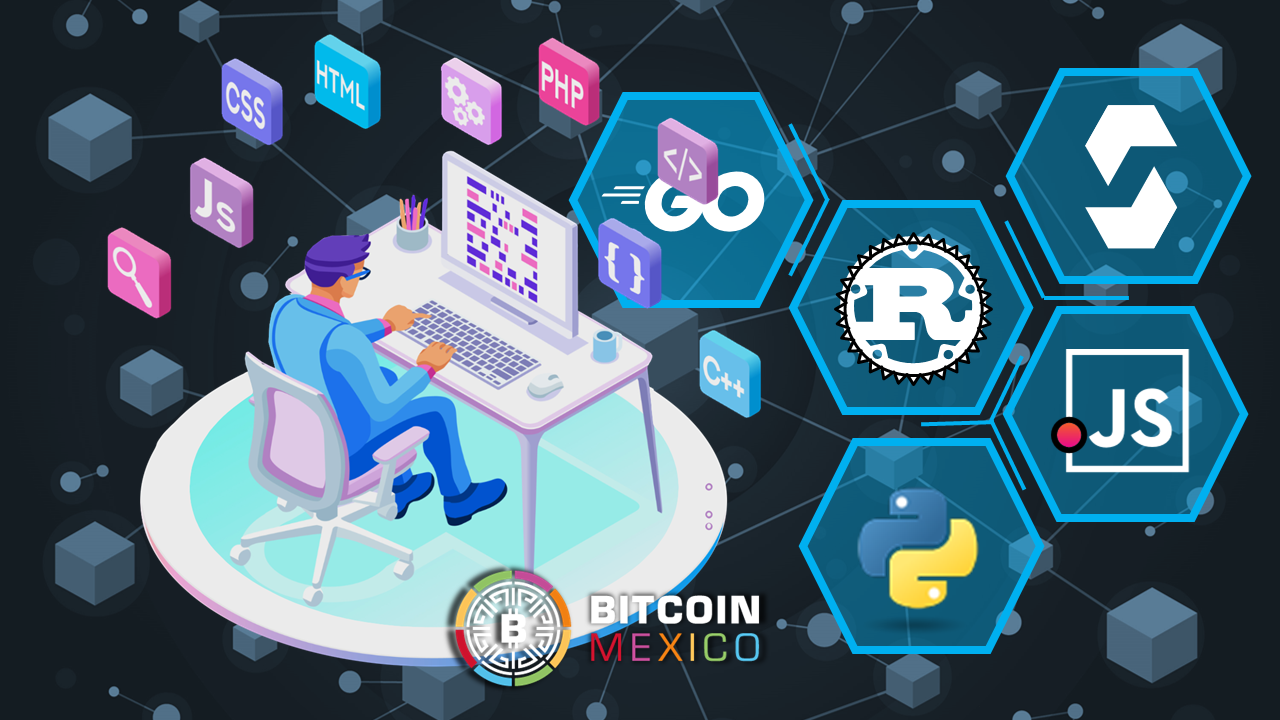 CSS
HTML
PHP
Js
</>
GO
{ }
R
C++
JS
B
BITCOIN
MEXICO